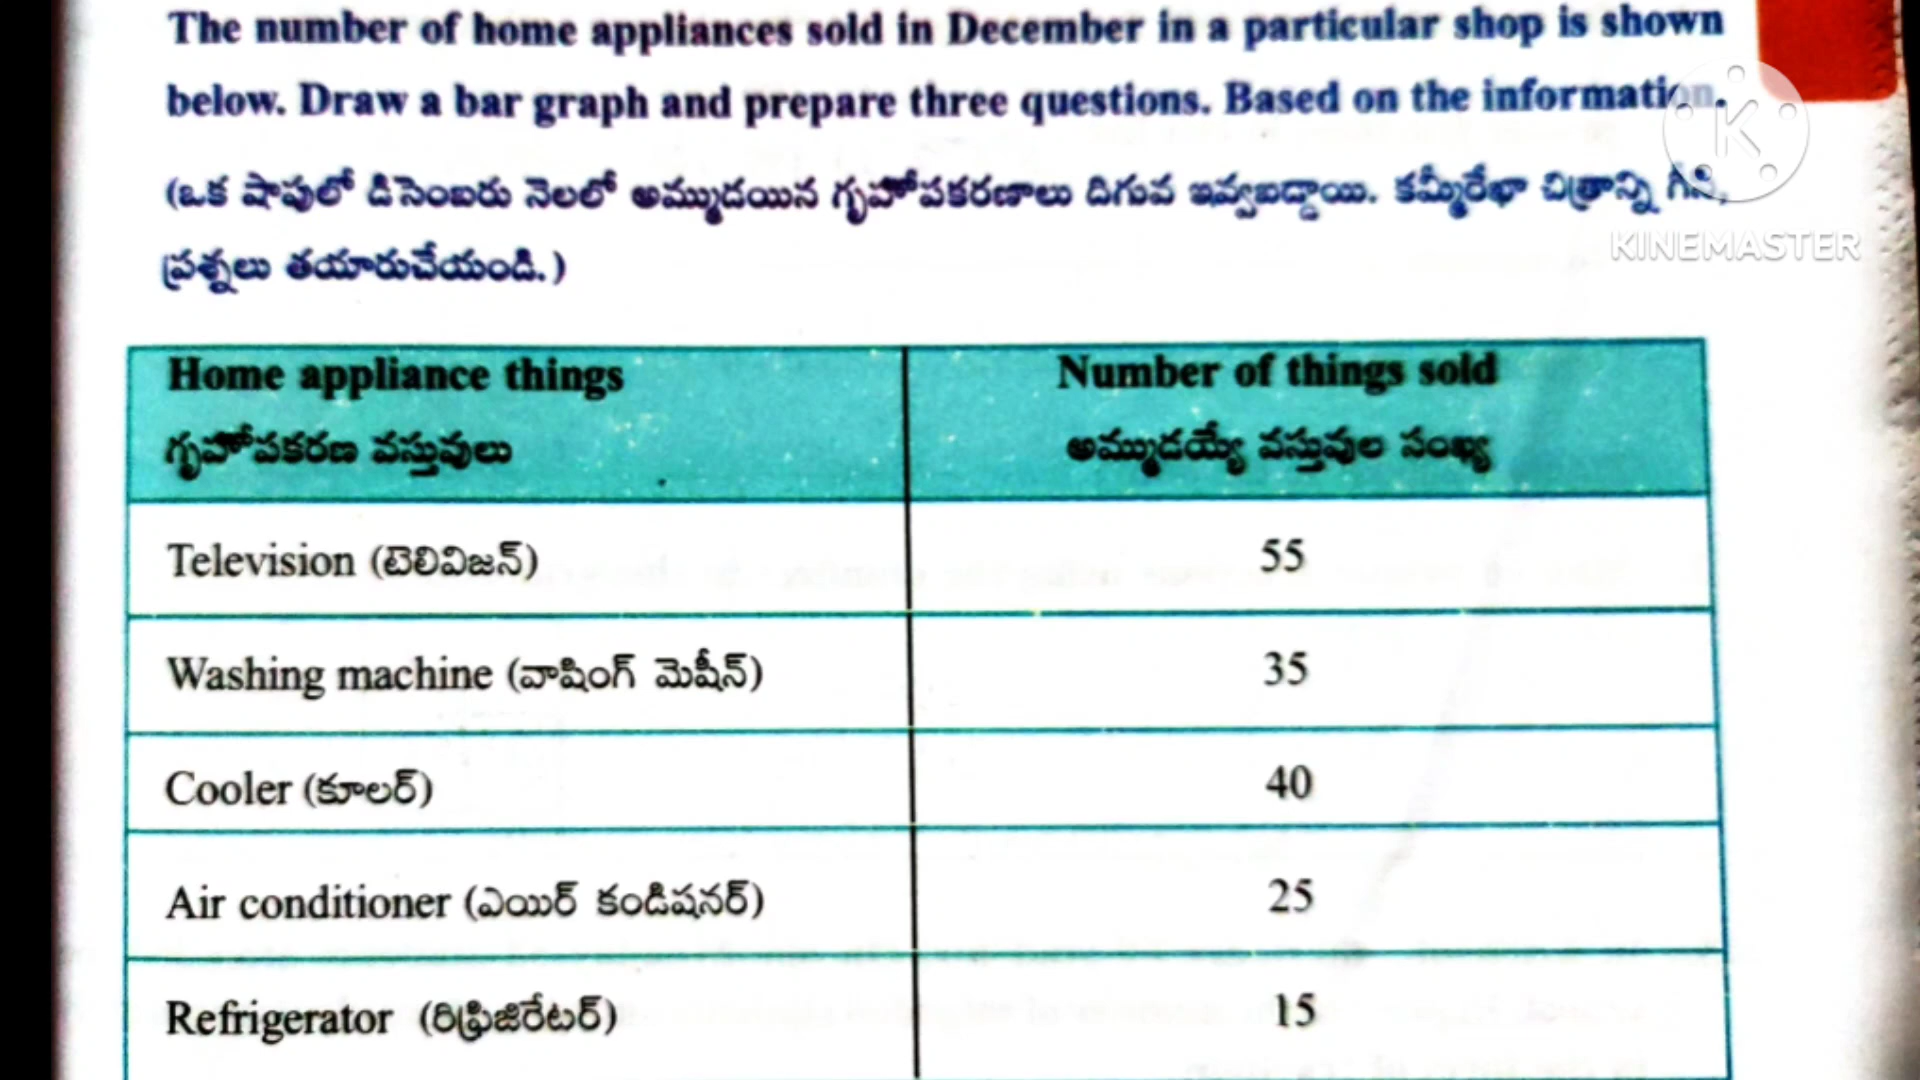 The number of home appliances sold in December in a particular shop is shown
below. Draw a bar graph and prepare three questions. Based on the information.
(ఒక షాపులో డిసెంబరు నెలలో అమ్ముడయిన గృహోపకరణాలు దిగువ ఇవ్వబడ్డాయి. కమ్మీరేఖా చిత్రాన్ని గీసి,
ప్రశ్నలు తయారుచేయండి.)
KINEMASTER
Home appliance things Number of things sold
గృహోపకరణ వస్తువులు అమ్ముడయ్యే వస్తువుల సంఖ్య
Television (టెలివిజన్) 55
Washing machine (వాషింగ్ మెషీన్) 35
Cooler (కూలర్) 40
Air conditioner (ఎయిర్ కండిషనర్) 25
Refrigerator (రిఫ్రిజిరేటర్) 15